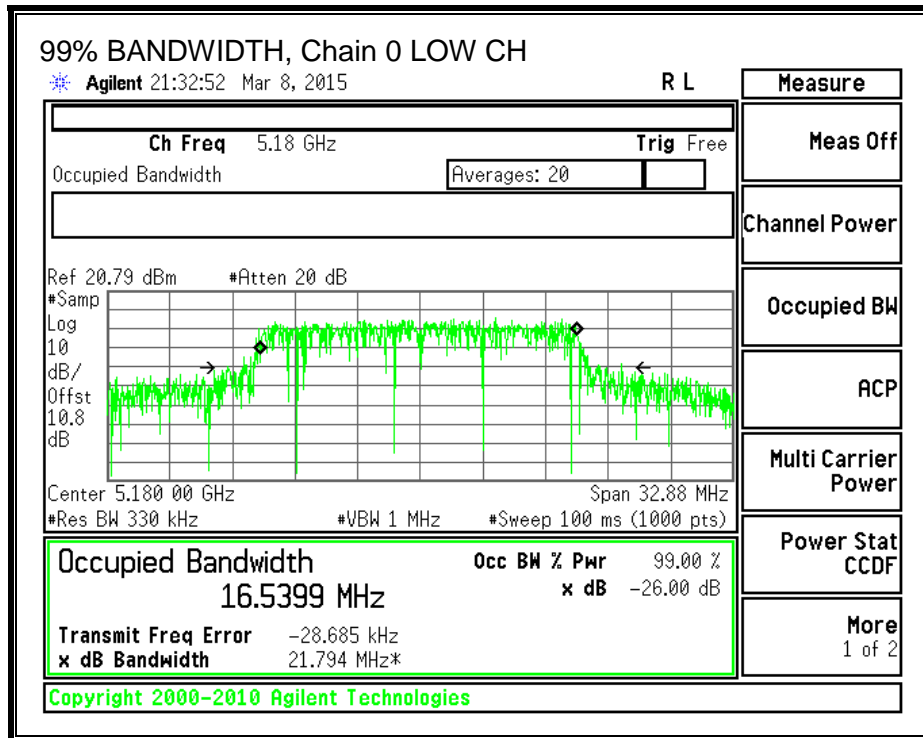 99% BANDWIDTH, Chain 0 LOW CH
Agilent 21:32:52 Mar 8, 2015 R L
Measure
Ch Freq 5.18 GHz Trig Free
Meas Off
Occupied Bandwidth Averages: 20
Channel Power
Ref 20.79 dBm #Atten 20 dB
#Samp
Log
10
dB/
Offst
10.8
dB
Occupied BW
ACP
Multi Carrier
Power
Center 5.180 00 GHz Span 32.88 MHz
#Res BW 330 kHz #VBW 1 MHz #Sweep 100 ms (1000 pts)
Power Stat
CCDF
Occupied Bandwidth Occ BW % Pwr 99.00 %
16.5399 MHz x dB -26.00 dB
Transmit Freq Error -28.685 kHz
x dB Bandwidth 21.794 MHz*
More
1 of 2
Copyright 2000-2010 Agilent Technologies